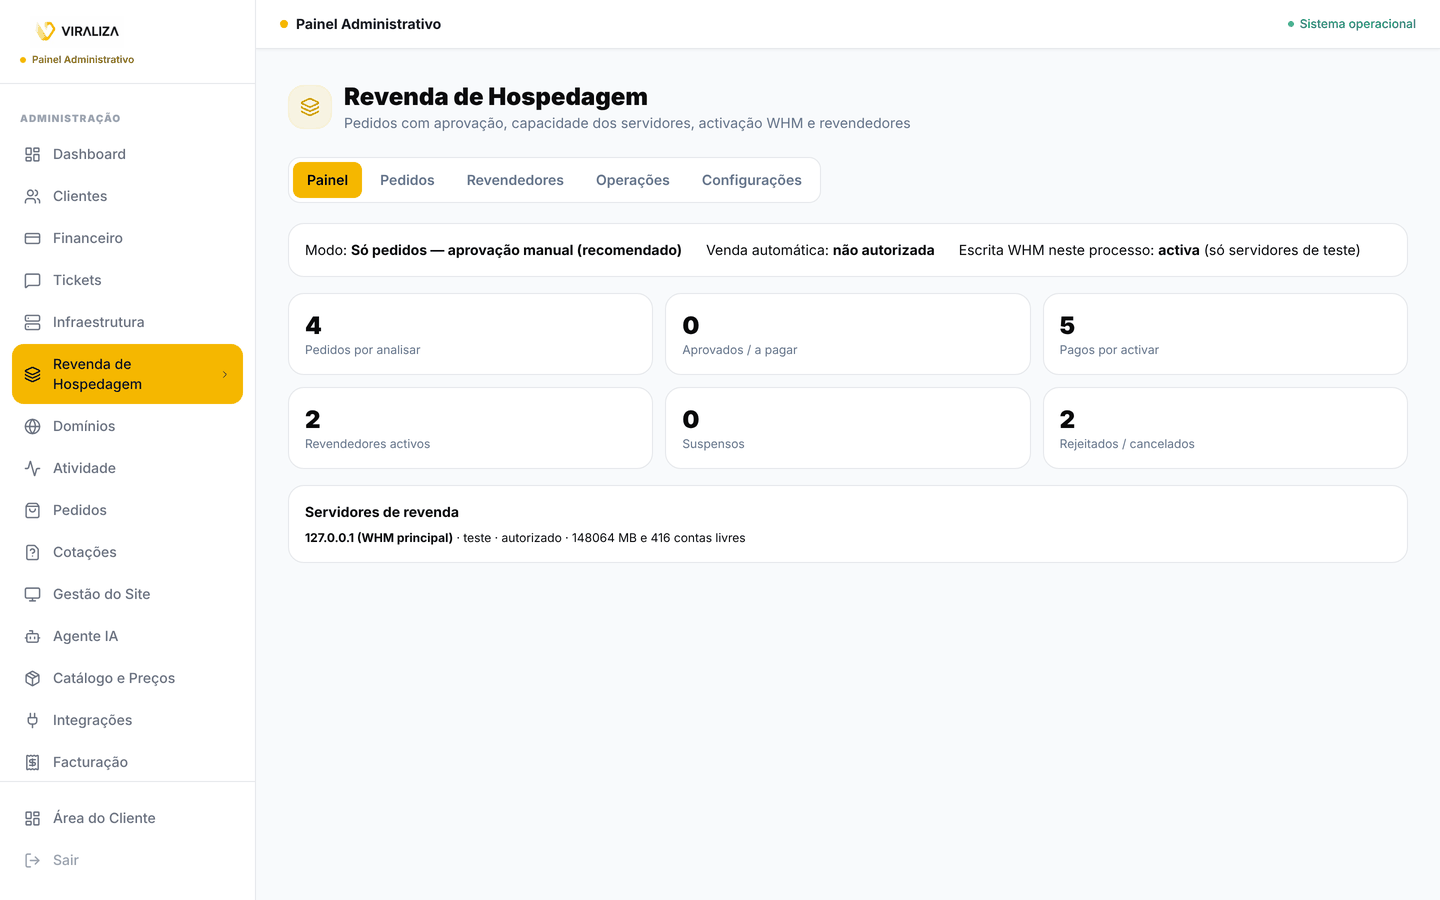 VIRALIZA
Painel Administrativo
ADMINISTRAÇÃO
Dashboard
Clientes
Financeiro
Tickets
Infraestrutura
Revenda de
Hospedagem
Domínios
Atividade
Pedidos
Cotações
Gestão do Site
Agente IA
Catálogo e Preços
Integrações
Facturação
Área do Cliente
Sair
Painel Administrativo
Sistema operacional
Revenda de Hospedagem
Pedidos com aprovação, capacidade dos servidores, activação WHM e revendedores
Painel Pedidos Revendedores Operações Configurações
Modo: Só pedidos — aprovação manual (recomendado) Venda automática: não autorizada Escrita WHM neste processo: activa (só servidores de teste)
4
Pedidos por analisar
0
Aprovados / a pagar
5
Pagos por activar
2
Revendedores activos
0
Suspensos
2
Rejeitados / cancelados
Servidores de revenda
127.0.0.1 (WHM principal) · teste · autorizado · 148064 MB e 416 contas livres